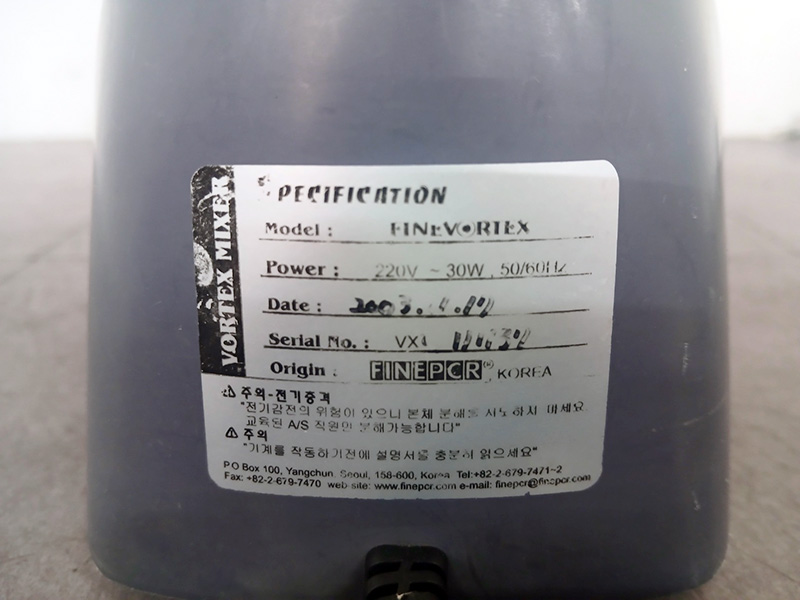 VORTEX MIXER
PECIFICATION
Model : FINEVORTEX
Power : 220V ~ 30W , 50/60Hz
Date : 2003. 4.
Serial No. : VX1
Origin : FINEPCR , KOREA
⚠ 주의-전기충격
"전기감전의 위험이 있으니 본체 분해를 시도하지 마세요
교육된 A/S 직원만 분해가능합니다"
⚠ 주의
"기계를 작동하기전에 설명서를 충분히 읽으세요"
P O Box 100, Yangchun Seoul, 158-600, Korea Tel:+82-2-679-7471~2
Fax: +82-2-679-7470 web site: www.finepcr.com e-mail: finepcr@finepcr.com